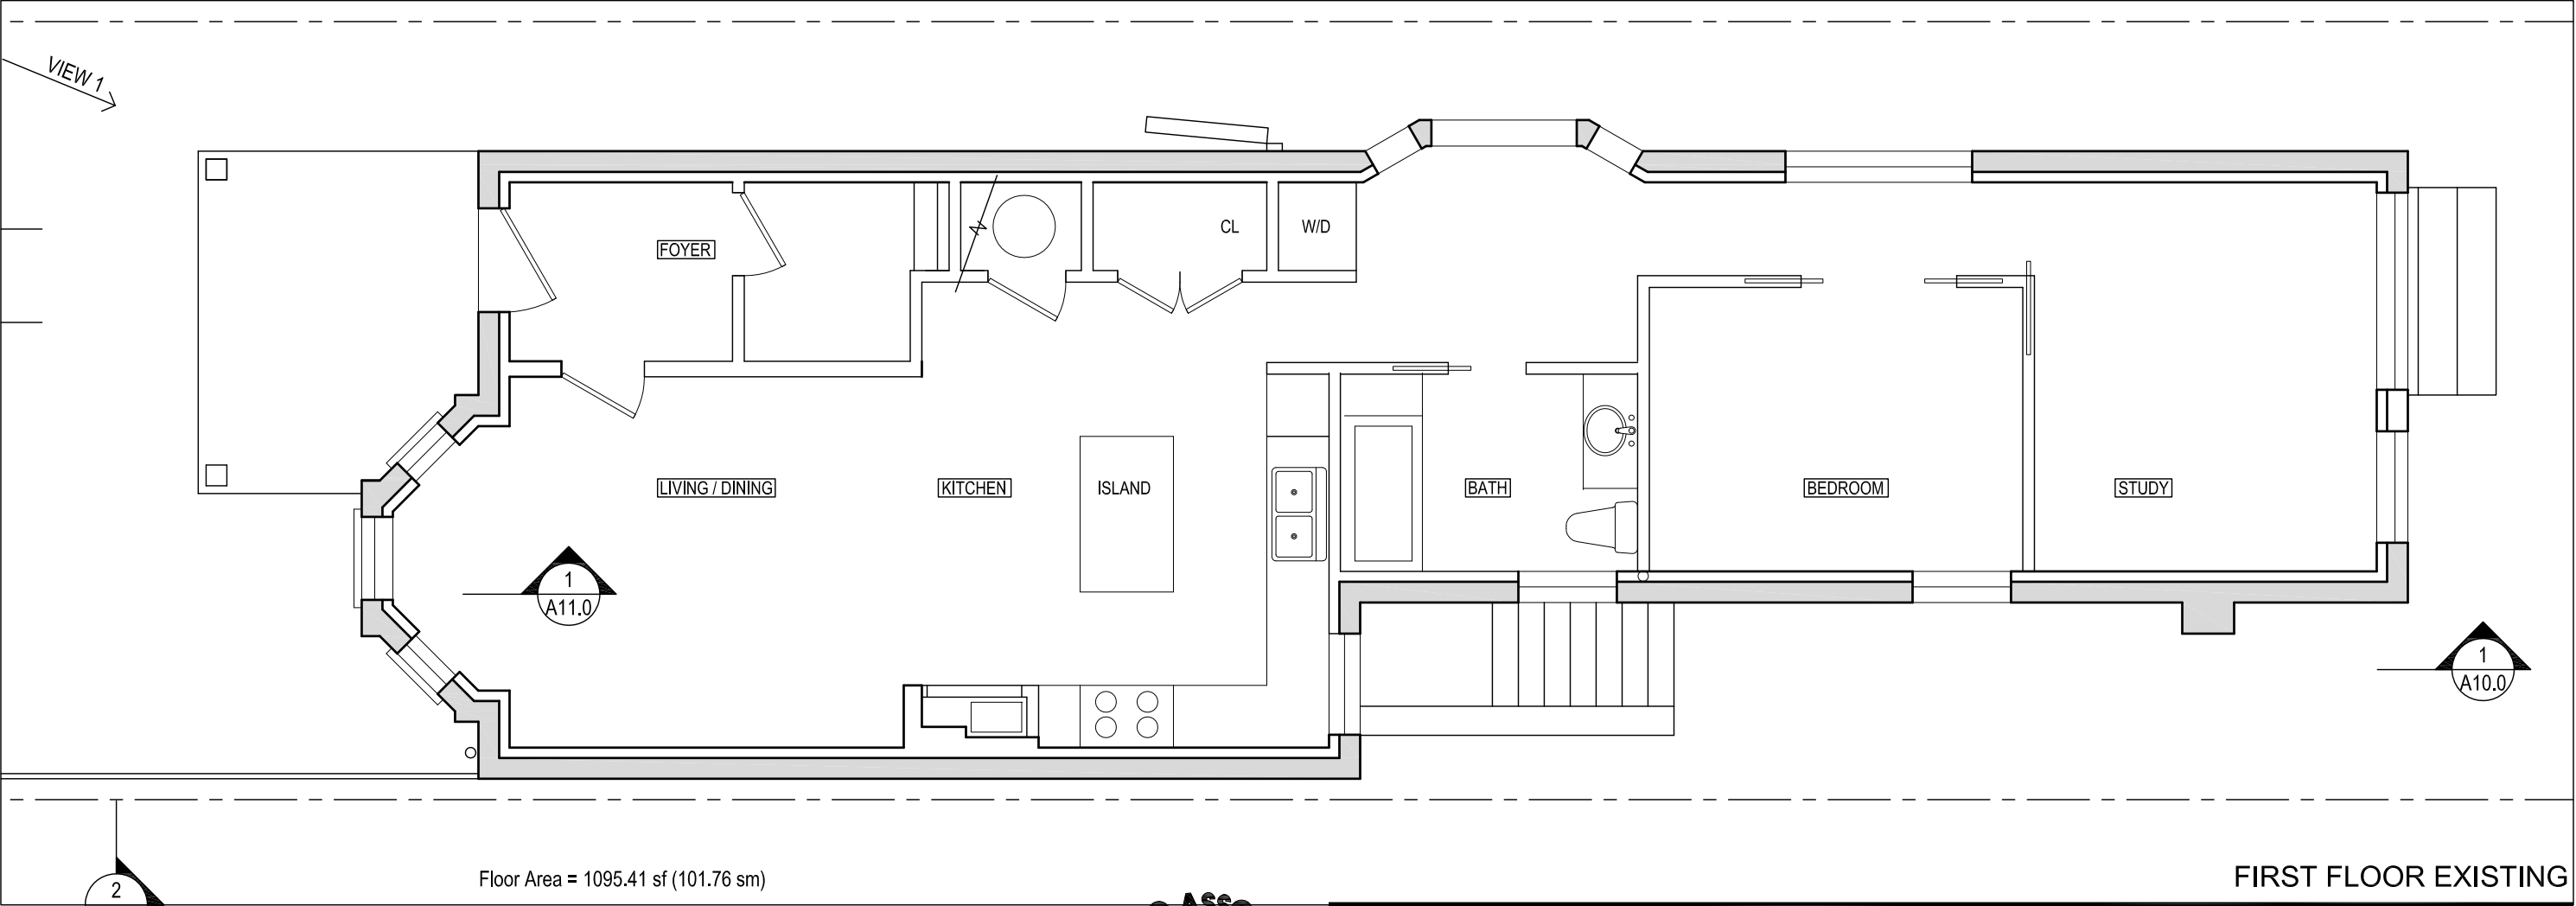 VIEW 1
FOYER
CL
W/D
LIVING / DINING
KITCHEN
ISLAND
BATH
BEDROOM
STUDY
1
A11.0
1
A10.0
2
Floor Area = 1095.41 sf (101.76 sm)
FIRST FLOOR EXISTING